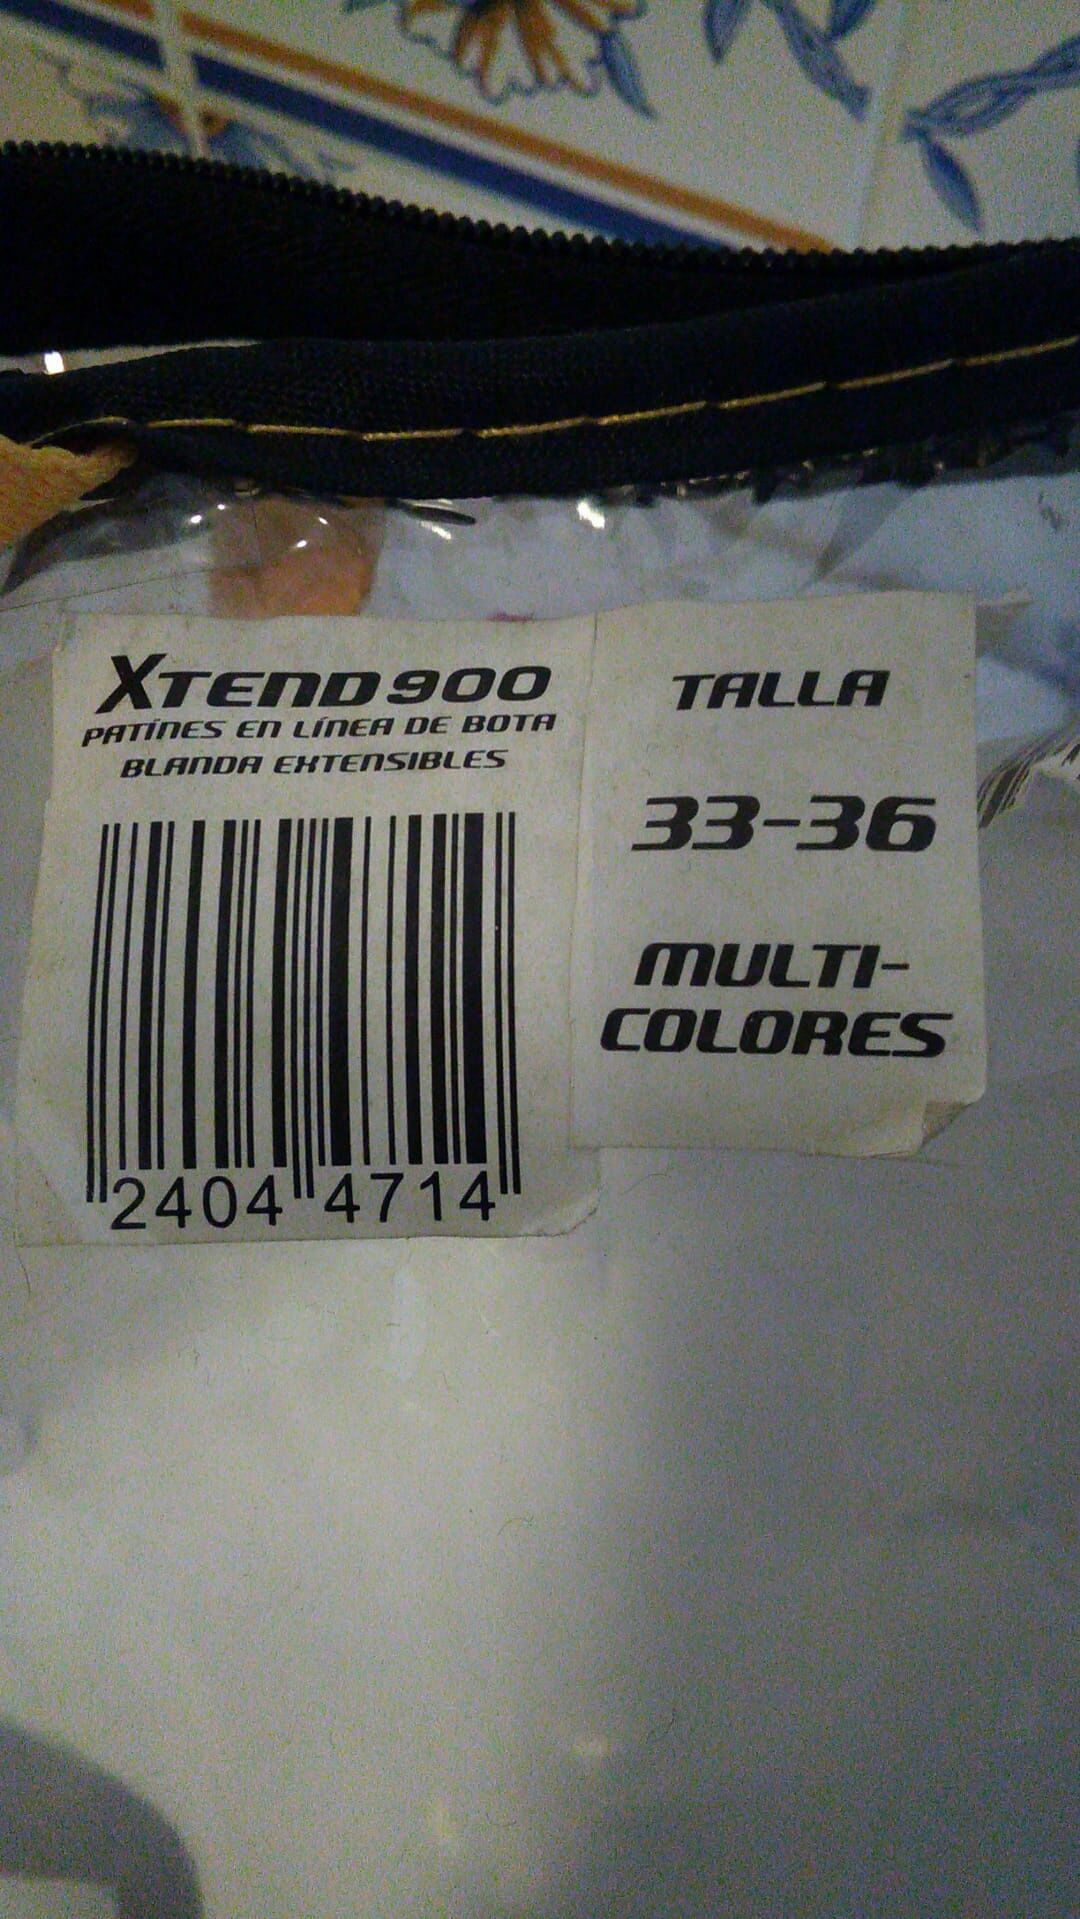 XTEND900
PATÍNES EN LÍNEA DE BOTA
BLANDA EXTENSIBLES
2404 4714
TALLA
33-36
MULTI-
COLORES